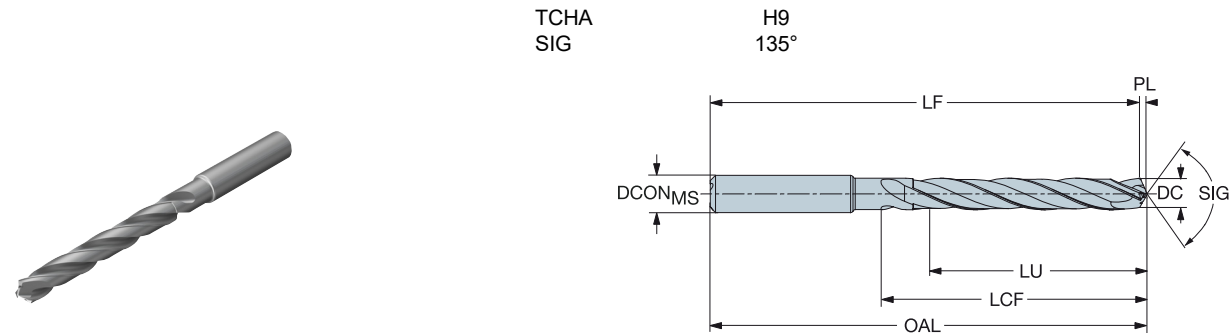 TCHA H9
SIG 135°
PL
LF
DCONMS
DC
SIG
LU
LCF
OAL